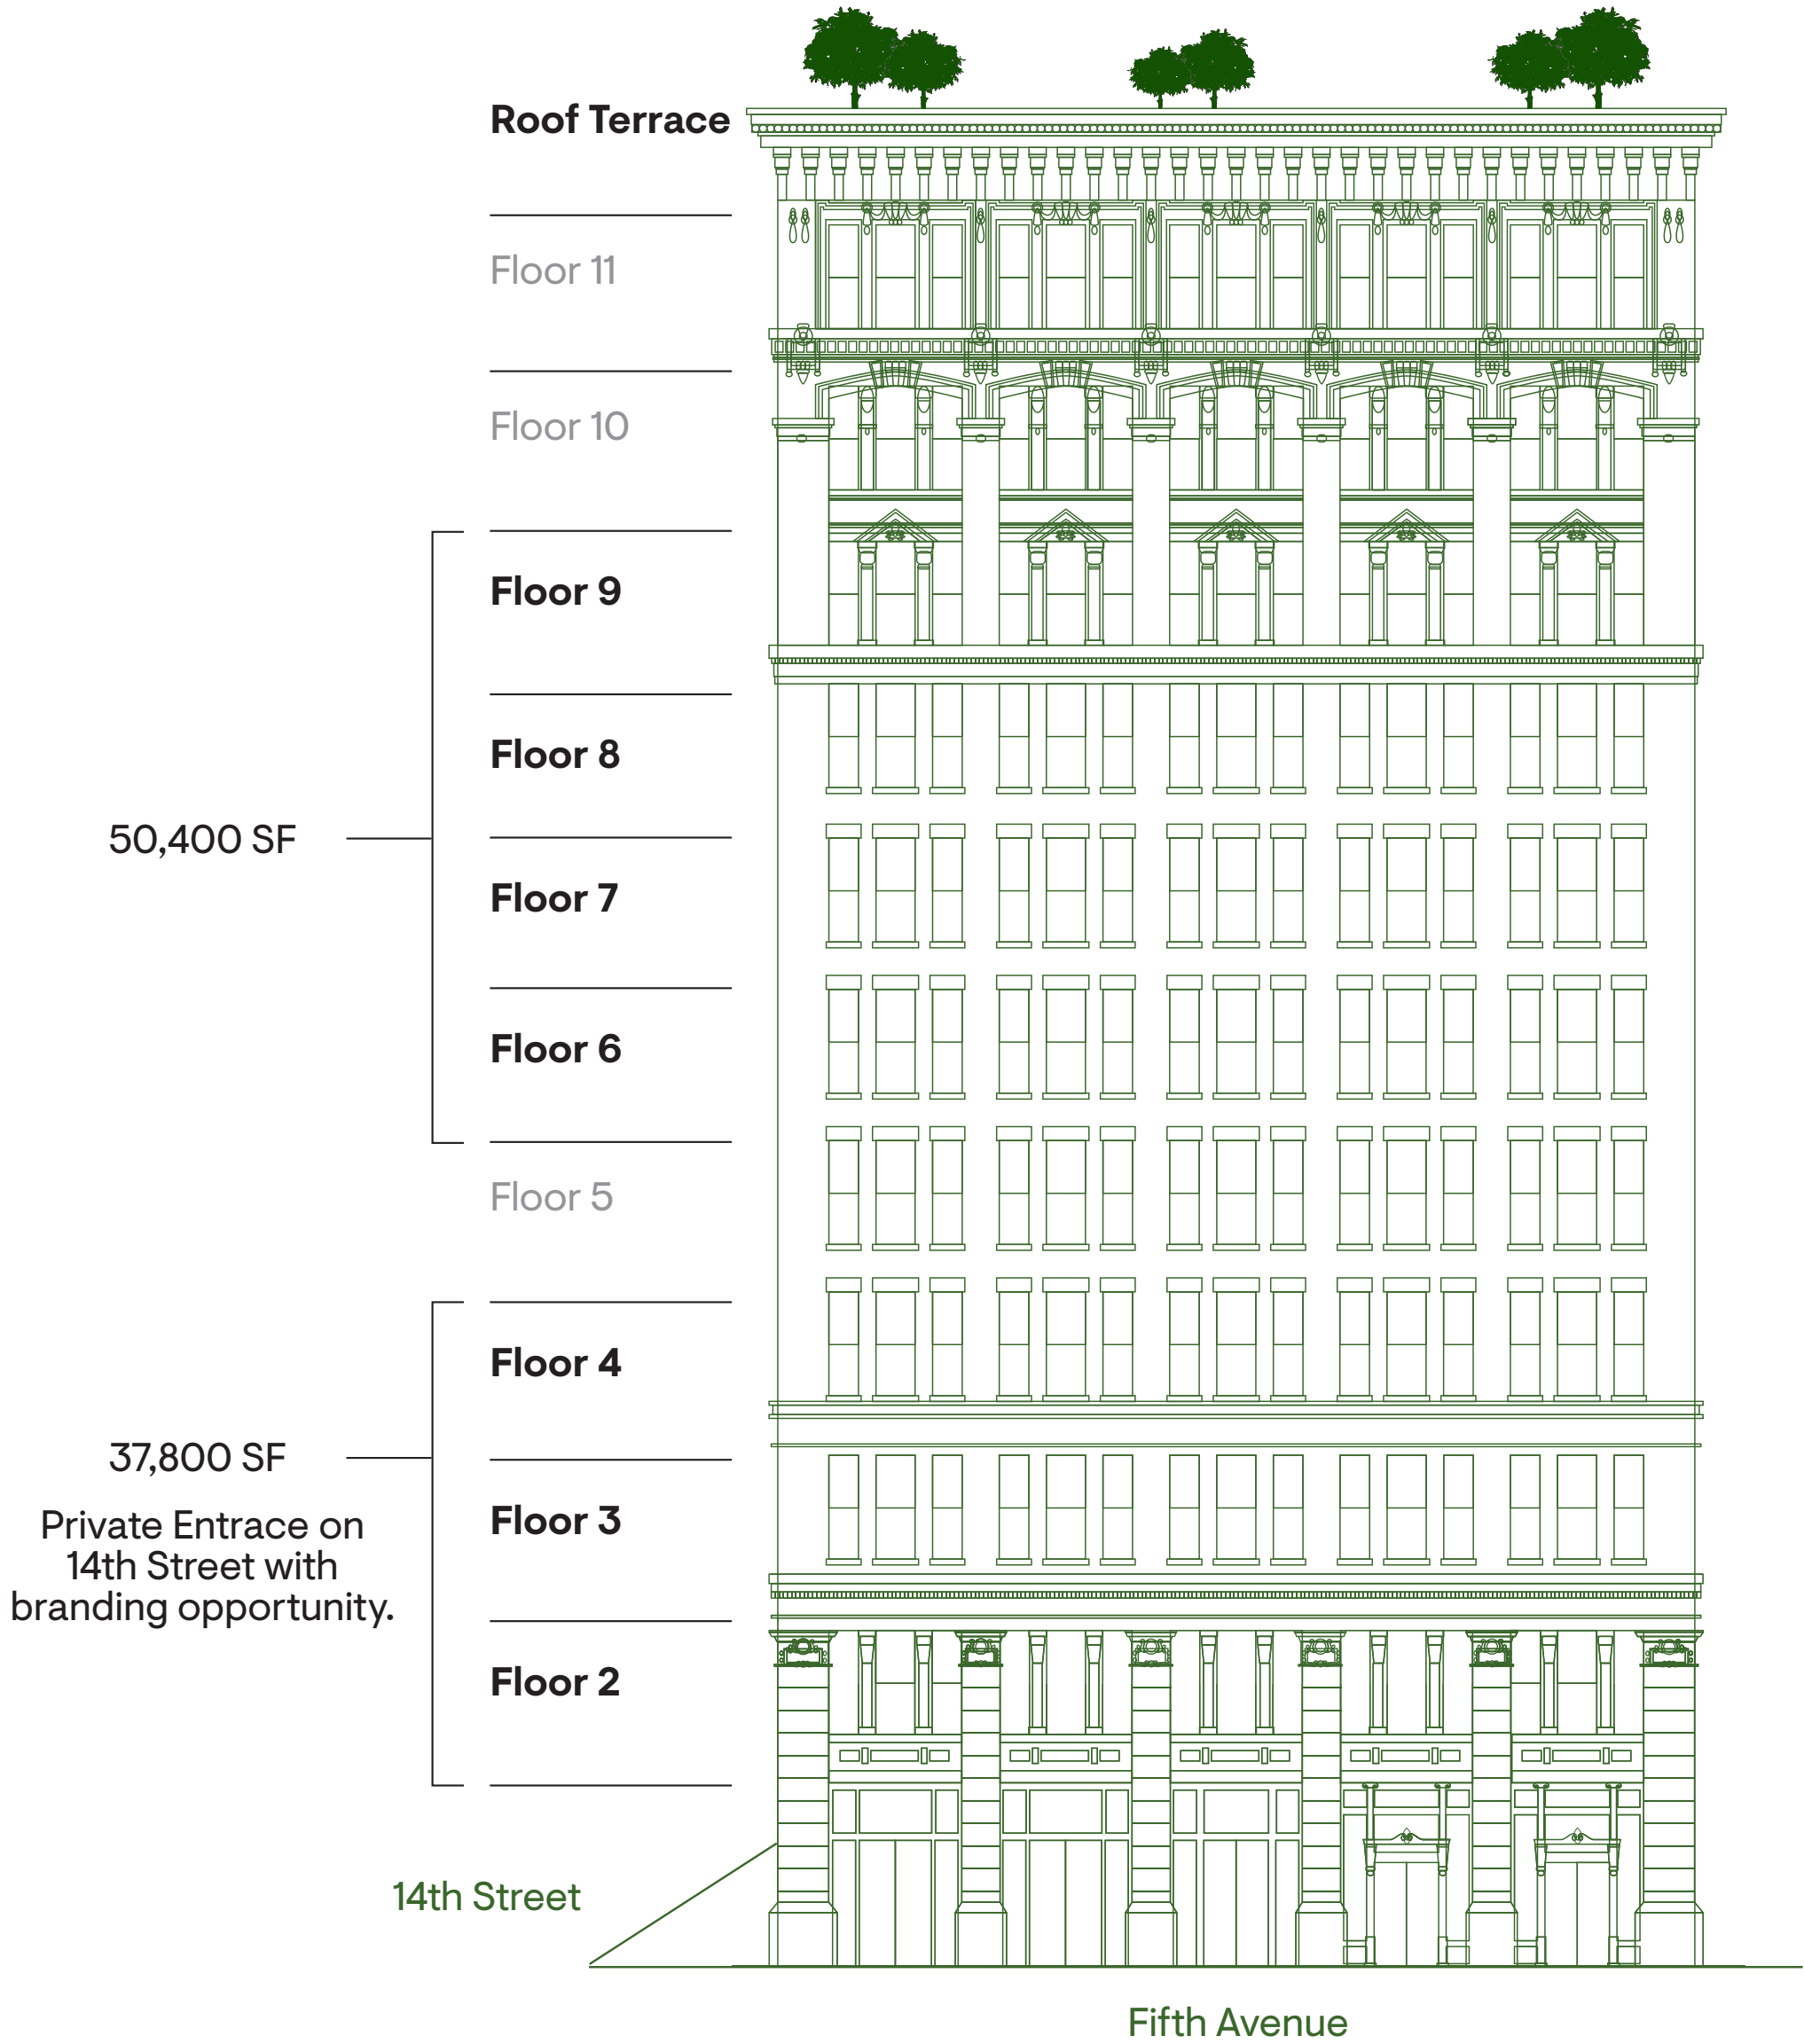 Roof Terrace
Floor 11
Floor 10
Floor 9
Floor 8
50,400 SF
Floor 7
Floor 6
Floor 5
Floor 4
37,800 SF
Private Entrace on
14th Street with
branding opportunity.
Floor 3
Floor 2
14th Street
Fifth Avenue